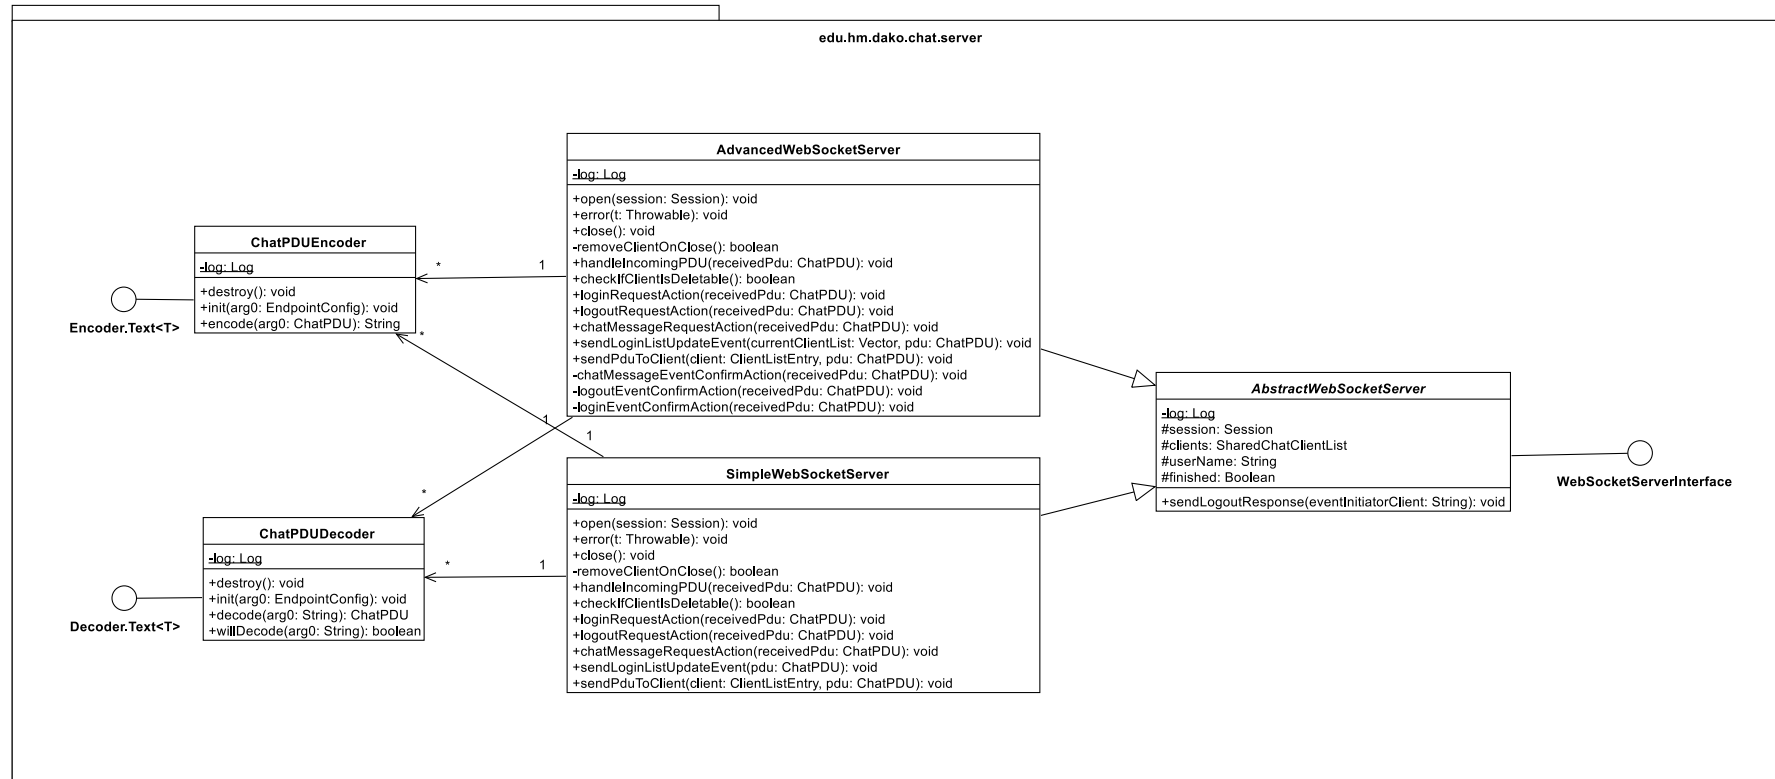 edu.hm.dako.chat.server
AdvancedWebSocketServer
-log: Log
+open(session: Session): void
+error(t: Throwable): void
+close(): void
-removeClientOnClose(): boolean
+handleIncomingPDU(receivedPdu: ChatPDU): void
+checkIfClientIsDeletable(): boolean
+loginRequestAction(receivedPdu: ChatPDU): void
+logoutRequestAction(receivedPdu: ChatPDU): void
+chatMessageRequestAction(receivedPdu: ChatPDU): void
+sendLoginListUpdateEvent(currentClientList: Vector, pdu: ChatPDU): void
+sendPduToClient(client: ClientListEntry, pdu: ChatPDU): void
-chatMessageEventConfirmAction(receivedPdu: ChatPDU): void
-logoutEventConfirmAction(receivedPdu: ChatPDU): void
-loginEventConfirmAction(receivedPdu: ChatPDU): void
ChatPDUEncoder
-log: Log
+destroy(): void
+init(arg0: EndpointConfig): void
+encode(arg0: ChatPDU): String
Encoder.Text<T>
*
1
*
1
1
*
*
1
AbstractWebSocketServer
-log: Log
#session: Session
#clients: SharedChatClientList
#userName: String
#finished: Boolean
+sendLogoutResponse(eventInitiatorClient: String): void
WebSocketServerInterface
SimpleWebSocketServer
-log: Log
+open(session: Session): void
+error(t: Throwable): void
+close(): void
-removeClientOnClose(): boolean
+handleIncomingPDU(receivedPdu: ChatPDU): void
+checkIfClientIsDeletable(): boolean
+loginRequestAction(receivedPdu: ChatPDU): void
+logoutRequestAction(receivedPdu: ChatPDU): void
+chatMessageRequestAction(receivedPdu: ChatPDU): void
+sendLoginListUpdateEvent(pdu: ChatPDU): void
+sendPduToClient(client: ClientListEntry, pdu: ChatPDU): void
ChatPDUDecoder
-log: Log
+destroy(): void
+init(arg0: EndpointConfig): void
+decode(arg0: String): ChatPDU
+willDecode(arg0: String): boolean
Decoder.Text<T>